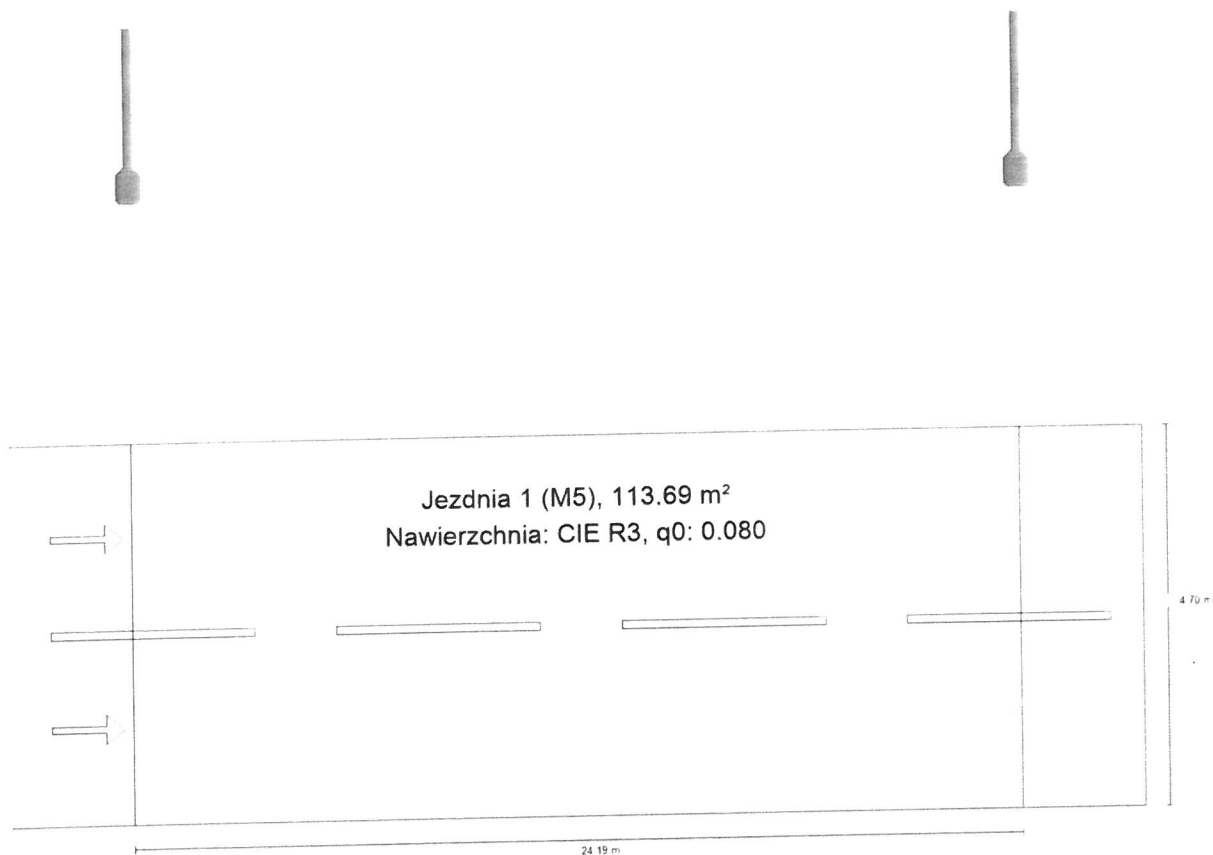 Jezdnia 1 (M5), 113.69 m²
Nawierzchnia: CIE R3, q0: 0.080
4.70 m
24.19 m